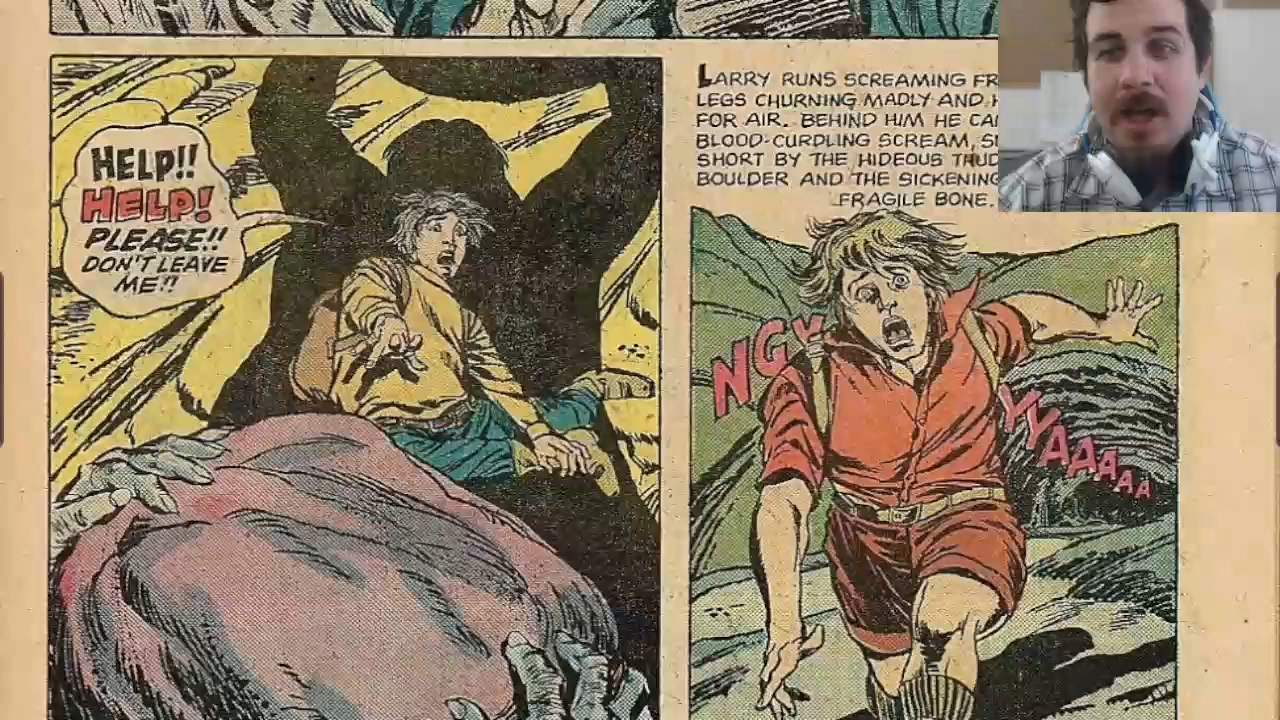 HELP!!
HELP!
PLEASE!!
DON'T LEAVE
ME!!
LARRY RUNS SCREAMING
LEGS CHURNING MADLY AND
FOR AIR. BEHIND HIM HE
BLOOD-CURDLING SCREAM,
SHORT BY THE HIDEOUS THUD
BOULDER AND THE SICKENING
FRAGILE BONE.
NGY
YYAAAAAA